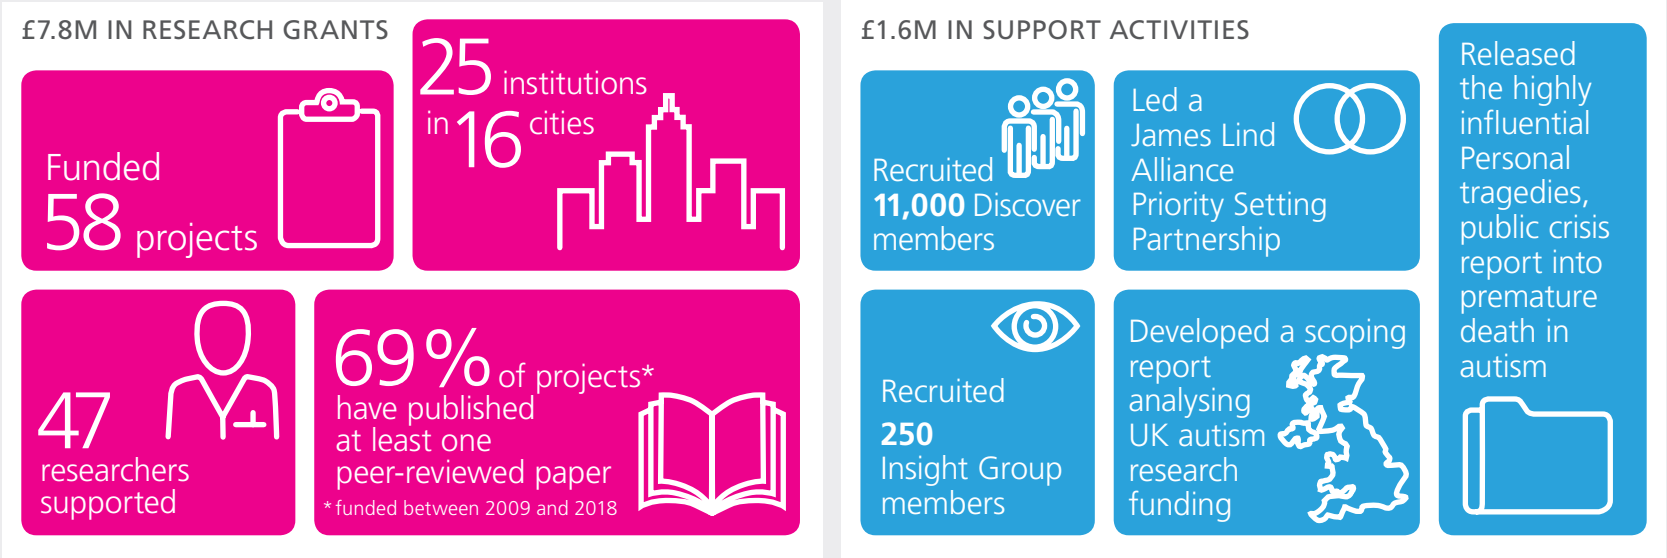 £7.8M IN RESEARCH GRANTS
Funded
58 projects
25 institutions
in 16 cities
47
researchers
supported
69% of projects*
have published
at least one
peer-reviewed paper
* funded between 2009 and 2018
£1.6M IN SUPPORT ACTIVITIES
Recruited
11,000 Discover
members
Led a
James Lind
Alliance
Priority Setting
Partnership
Recruited
250
Insight Group
members
Developed a scoping
report
analysing
UK autism
research
funding
Released
the highly
influential
Personal
tragedies,
public crisis
report into
premature
death in
autism